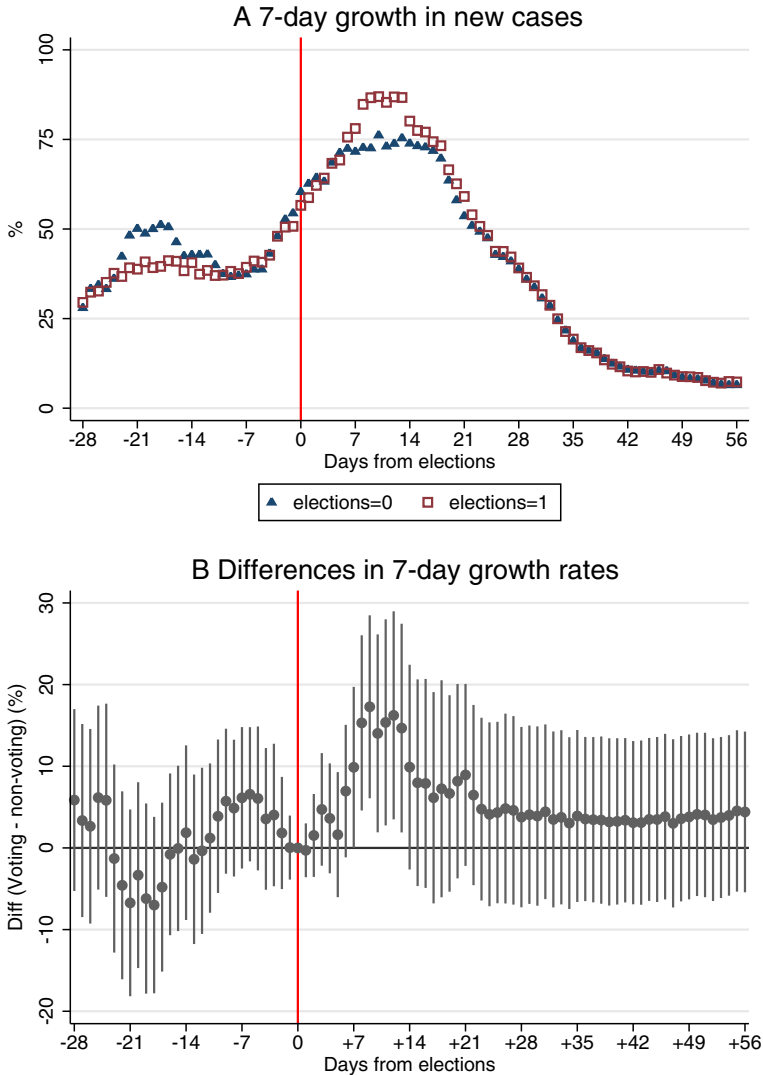 A 7-day growth in new cases
100
75
50
25
0
%
-28 -21 -14 -7 0 7 14 21 28 35 42 49 56
Days from elections
elections=0 elections=1
B Differences in 7-day growth rates
30
20
10
0
-10
-20
Diff (Voting - non-voting) (%)
-28 -21 -14 -7 0 +7 +14 +21 +28 +35 +42 +49 +56
Days from elections